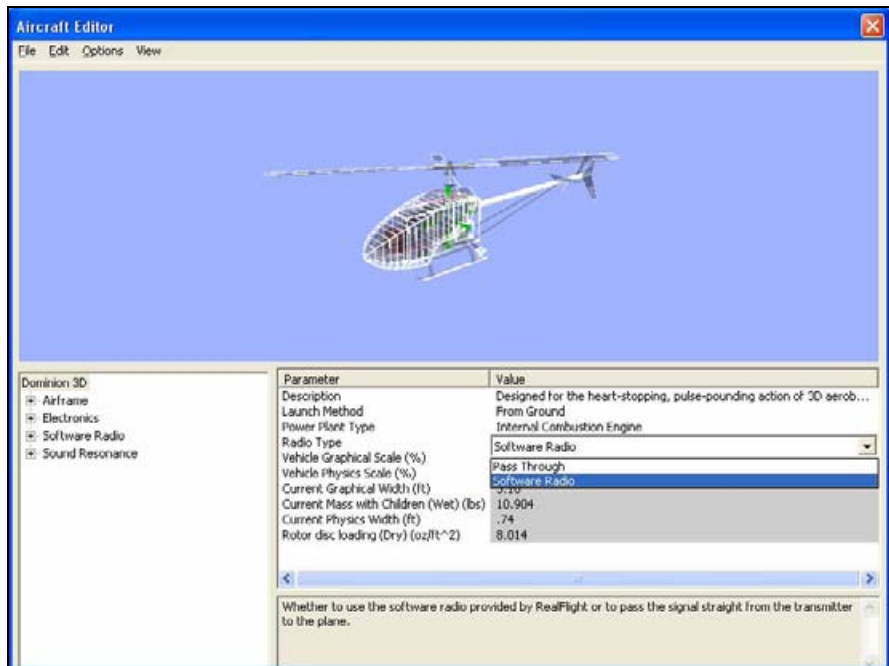 Aircraft Editor
File Edit Options View
Dominion 3D
Airframe
Electronics
Software Radio
Sound Resonance
Parameter Value
Description Designed for the heart-stopping, pulse-pounding action of 3D aerob...
Launch Method From Ground
Power Plant Type Internal Combustion Engine
Radio Type Software Radio
Vehicle Graphical Scale (%)
Pass Through
Vehicle Physics Scale (%)
Software Radio
Current Graphical Width (ft)
Current Mass with Children (Wet) (lbs) 10.904
Current Physics Width (ft) .74
Rotor disc loading (Dry) (oz/ft^2) 8.014
Whether to use the software radio provided by RealFlight or to pass the signal straight from the transmitter
to the plane.